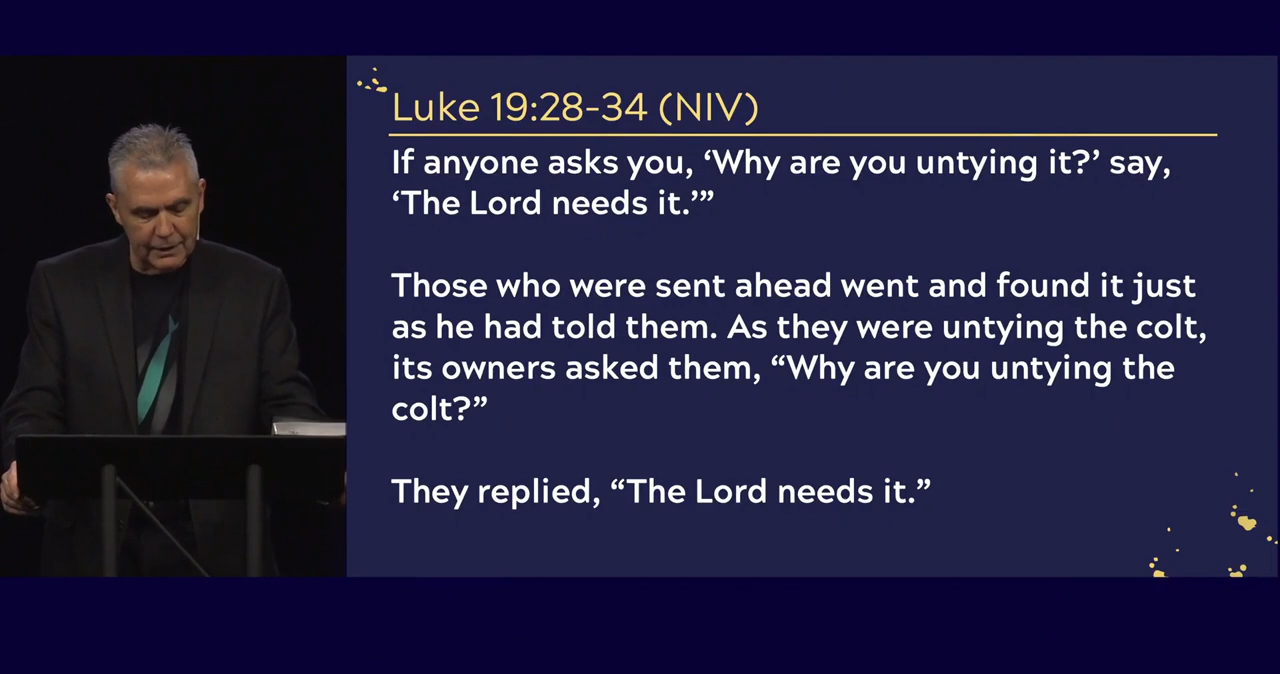 Luke 19:28-34 (NIV)
If anyone asks you, ‘Why are you untying it?’ say,
‘The Lord needs it.’”
Those who were sent ahead went and found it just
as he had told them. As they were untying the colt,
its owners asked them, “Why are you untying the
colt?”
They replied, “The Lord needs it.”